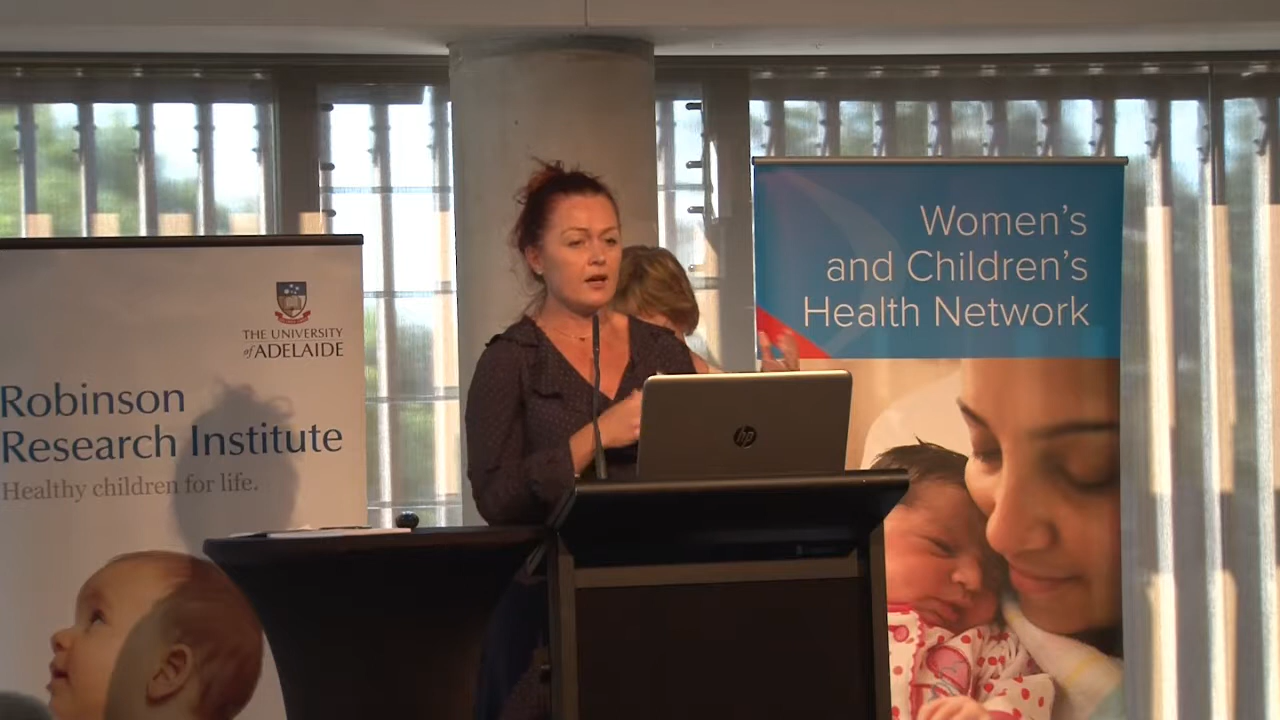 THE UNIVERSITY
of ADELAIDE
Robinson
Research Institute
Healthy children for life.
Women's
and Children's
Health Network
hp